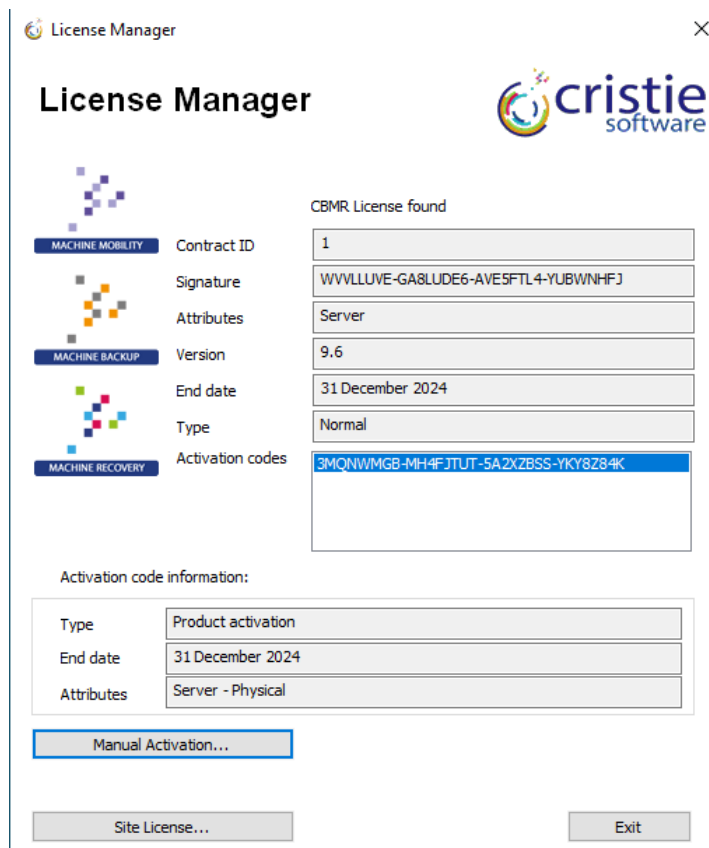 License Manager
License Manager
cristie
software
CBMR License found
MACHINE MOBILITY
Contract ID
1
Signature
WVVLLUVE-GA8LUDE6-AVE5FTL4-YUBWNHFJ
Attributes
Server
MACHINE BACKUP
Version
9.6
End date
31 December 2024
Type
Normal
MACHINE RECOVERY
Activation codes
3MQNWMGB-MH4FJTUT-5A2XZBSS-YKY8Z84K
Activation code information:
Type
Product activation
End date
31 December 2024
Attributes
Server - Physical
Manual Activation...
Site License...
Exit